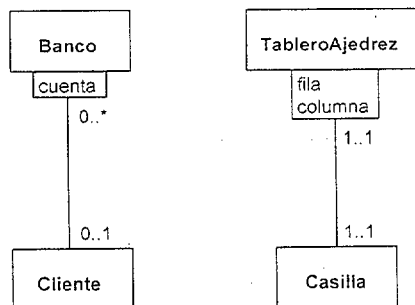 Banco
cuenta
0..*
0..1
Cliente
TableroAjedrez
fila
columna
1..1
1..1
Casilla